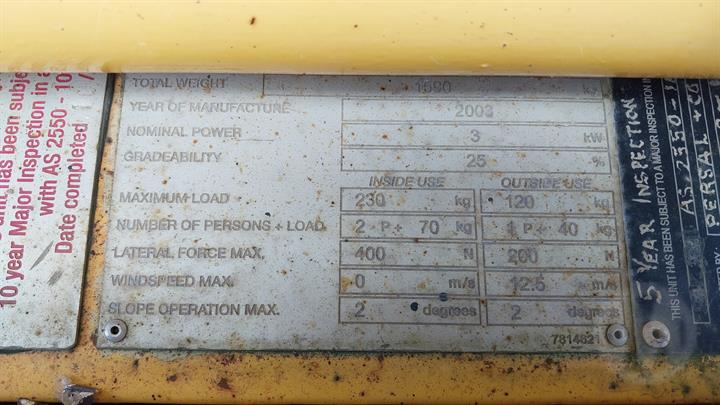 has been subje
10 year Major Inspection in a
with AS 2550 - 10
Date completed
TOTAL WEIGHT 1590 kg
YEAR OF MANUFACTURE 2003
NOMINAL POWER 3 kW
GRADEABILITY 25 %
INSIDE USE OUTSIDE USE
MAXIMUM LOAD 230 kg 120 kg
NUMBER OF PERSONS + LOAD 2 P+ 70 kg 1 P+ 40 kg
LATERAL FORCE MAX. 400 N 200 N
WINDSPEED MAX. 0 m/s 12.5 m/s
SLOPE OPERATION MAX. 2 degrees 2 degrees
7814621
5 YEAR INSPECTION
THIS UNIT HAS BEEN SUBJECT TO A MAJOR INSPECTION IN
AS 2550-10